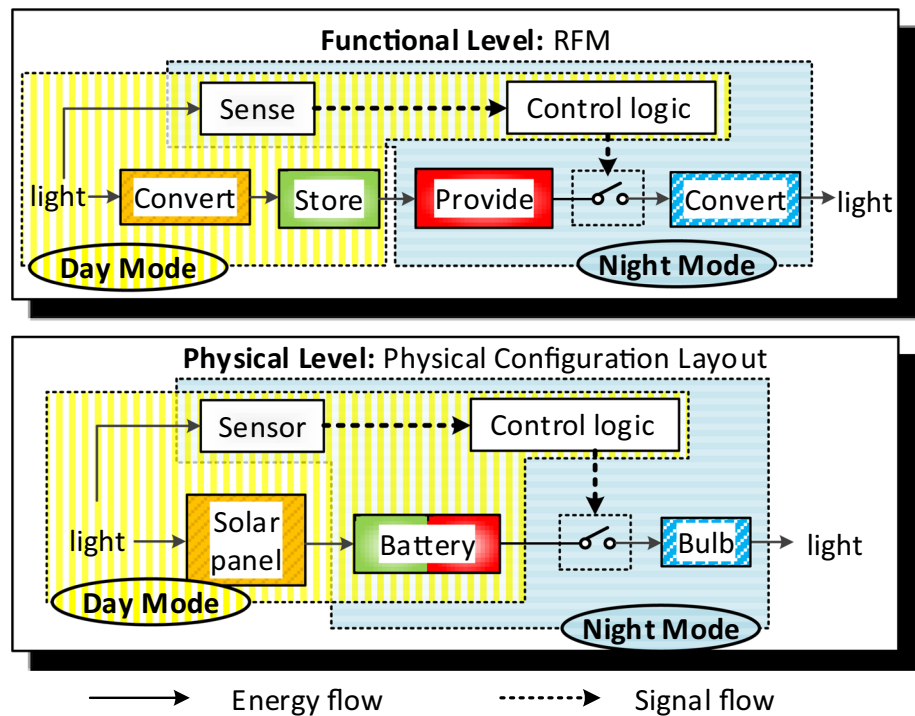 Functional Level: RFM
Sense
Control logic
light
Convert
Store
Provide
Convert
light
Day Mode
Night Mode
Physical Level: Physical Configuration Layout
Sensor
Control logic
light
Solar
panel
Battery
Bulb
light
Day Mode
Night Mode
Energy flow
Signal flow